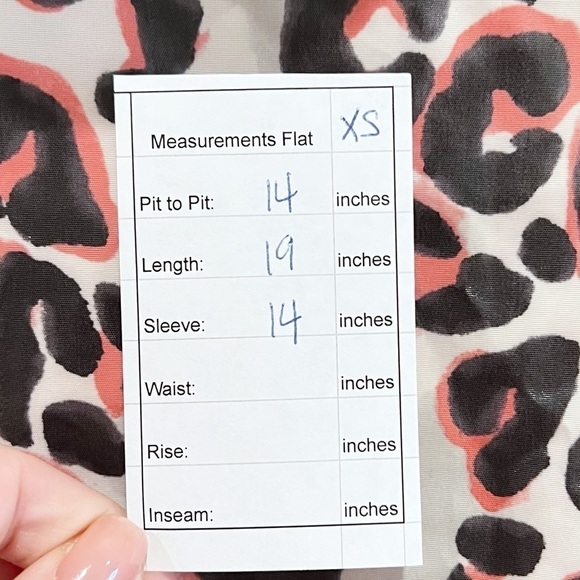 Measurements Flat XS
Pit to Pit: 14 inches
Length: 19 inches
Sleeve: 14 inches
Waist: inches
Rise: inches
Inseam: inches